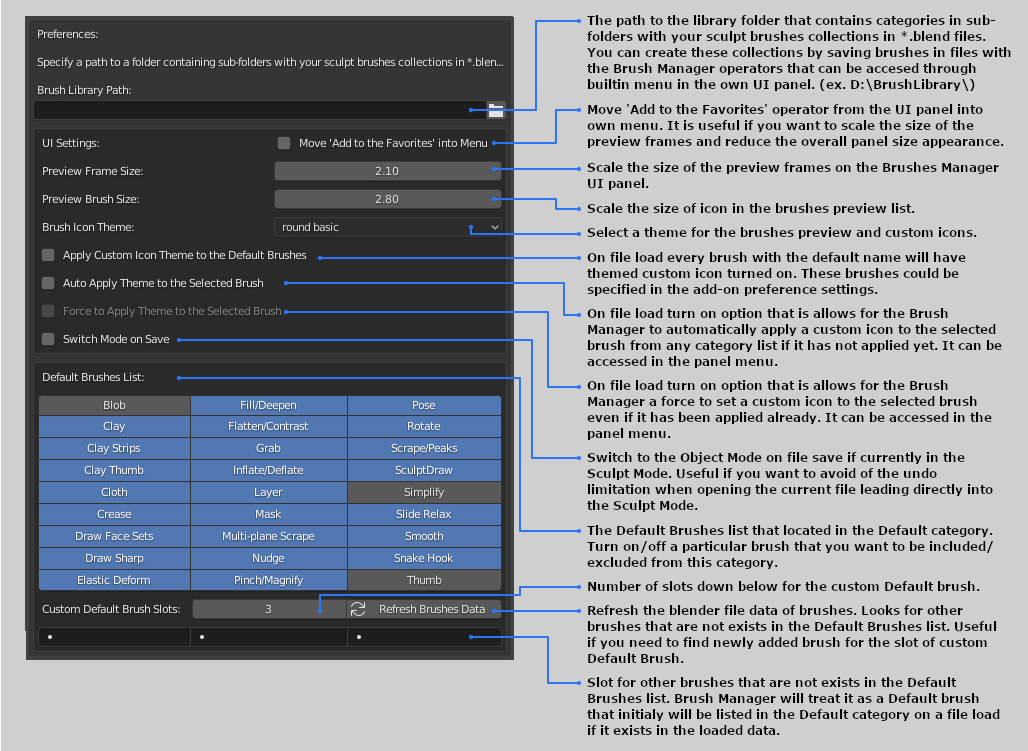 Preferences:
Specify a path to a folder containing sub-folders with your sculpt brushes collections in *.blen...
Brush Library Path:
UI Settings:
Move 'Add to the Favorites' into Menu
Preview Frame Size:
2.10
Preview Brush Size:
2.80
Brush Icon Theme:
round basic
Apply Custom Icon Theme to the Default Brushes
Auto Apply Theme to the Selected Brush
Force to Apply Theme to the Selected Brush
Switch Mode on Save
Default Brushes List:
Blob Fill/Deepen Pose
Clay Flatten/Contrast Rotate
Clay Strips Grab Scrape/Peaks
Clay Thumb Inflate/Deflate SculptDraw
Cloth Layer Simplify
Crease Mask Slide Relax
Draw Face Sets Multi-plane Scrape Smooth
Draw Sharp Nudge Snake Hook
Elastic Deform Pinch/Magnify Thumb
Custom Default Brush Slots: 3 Refresh Brushes Data
The path to the library folder that contains categories in sub-
folders with your sculpt brushes collections in *.blend files.
You can create these collections by saving brushes in files with
the Brush Manager operators that can be accesed through
builtin menu in the own UI panel. (ex. D:\BrushLibrary\)
Move 'Add to the Favorites' operator from the UI panel into
own menu. It is useful if you want to scale the size of the
preview frames and reduce the overall panel size appearance.
Scale the size of the preview frames on the Brushes Manager
UI panel.
Scale the size of icon in the brushes preview list.
Select a theme for the brushes preview and custom icons.
On file load every brush with the default name will have
themed custom icon turned on. These brushes could be
specified in the add-on preference settings.
On file load turn on option that is allows for the Brush
Manager to automatically apply a custom icon to the selected
brush from any category list if it has not applied yet. It can be
accessed in the panel menu.
On file load turn on option that is allows for the Brush
Manager a force to set a custom icon to the selected brush
even if it has been applied already. It can be accessed in the
panel menu.
Switch to the Object Mode on file save if currently in the
Sculpt Mode. Useful if you want to avoid of the undo
limitation when opening the current file leading directly into
the Sculpt Mode.
The Default Brushes list that located in the Default category.
Turn on/off a particular brush that you want to be included/
excluded from this category.
Number of slots down below for the custom Default brush.
Refresh the blender file data of brushes. Looks for other
brushes that are not exists in the Default Brushes list. Useful
if you need to find newly added brush for the slot of custom
Default Brush.
Slot for other brushes that are not exists in the Default
Brushes list. Brush Manager will treat it as a Default brush
that initialy will be listed in the Default category on a file load
if it exists in the loaded data.